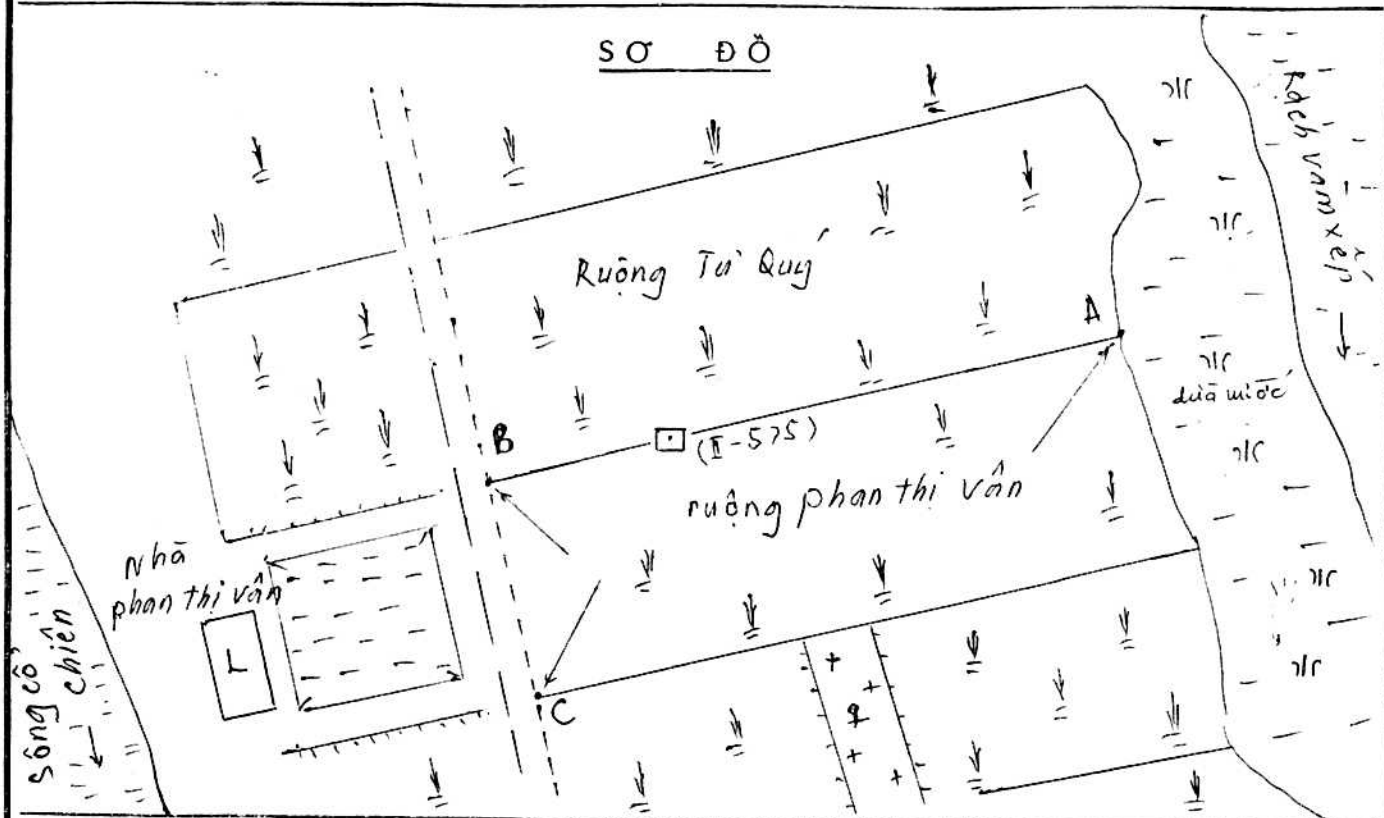 SƠ ĐỒ
Rạch vàm xếp
Ruộng Tư Quý
A
dừa nước
B
(II-575)
ruộng phan thị vân
Nhà
phan thị vân
L
sông cổ
chiên
C